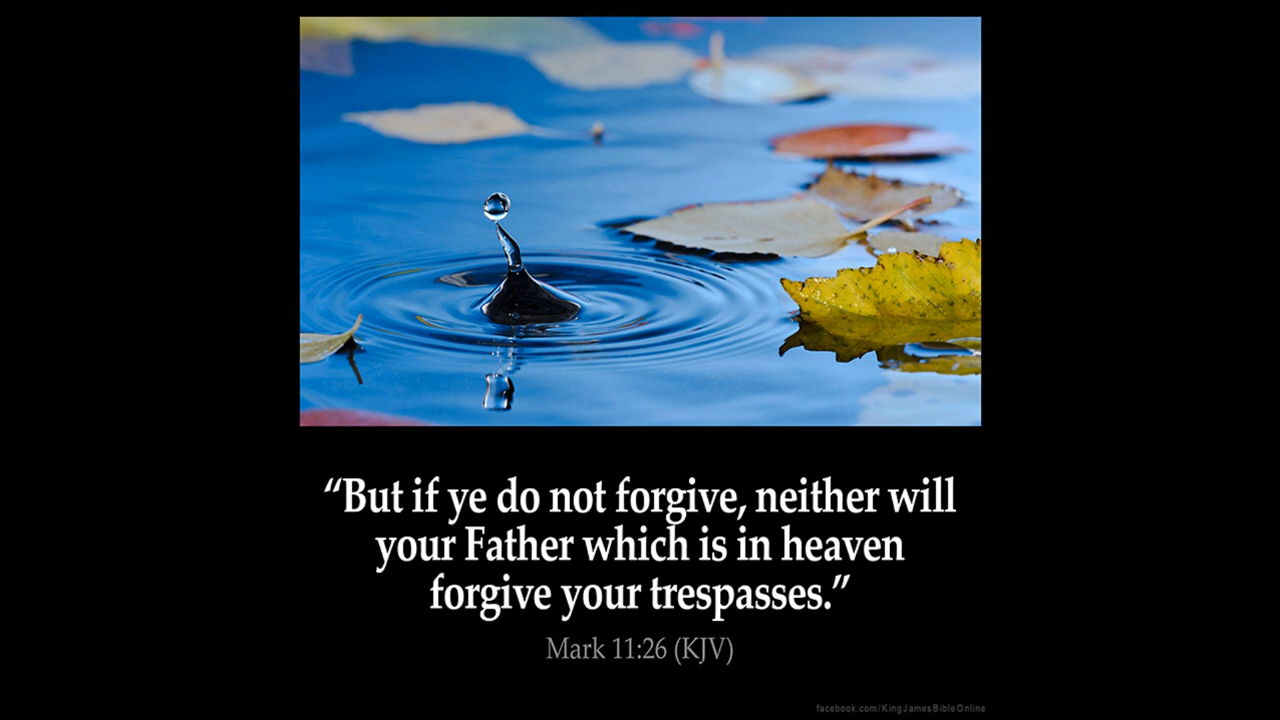 “But if ye do not forgive, neither will
your Father which is in heaven
forgive your trespasses.”
Mark 11:26 (KJV)
facebook.com/KingJamesBibleOnline